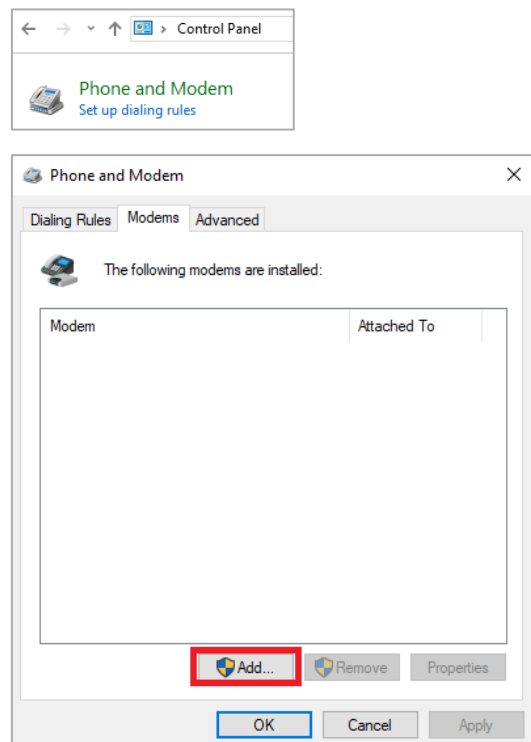 Control Panel
Phone and Modem
Set up dialing rules
Phone and Modem
Dialing Rules Modems Advanced
The following modems are installed:
Modem Attached To
Add... Remove Properties
OK Cancel Apply